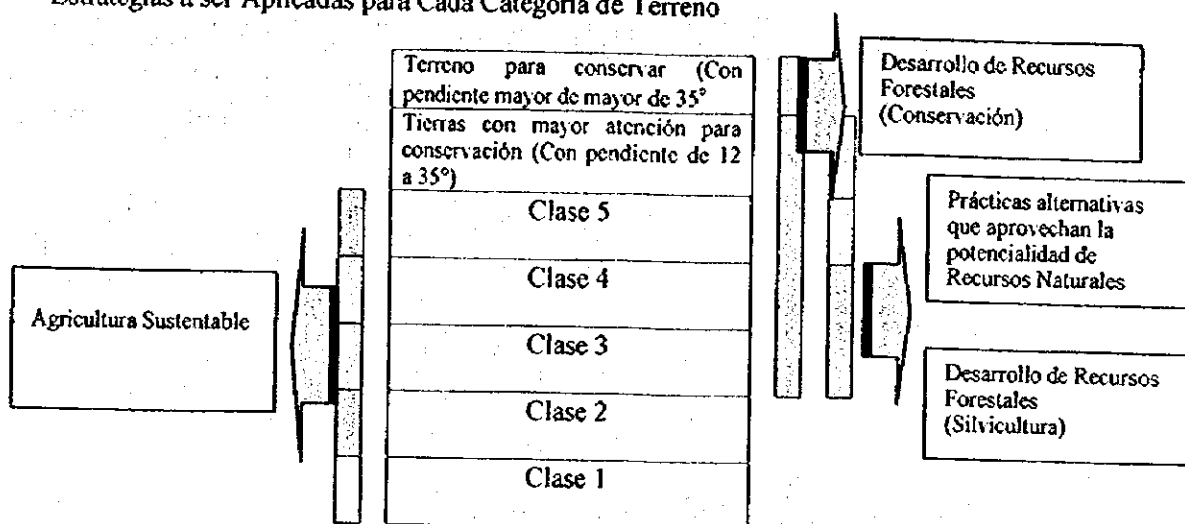 Estrategias a ser Aplicadas para Cada Categoría de Terreno
Terreno para conservar (Con
pendiente mayor de mayor de 35°
Tierras con mayor atención para
conservación (Con pendiente de 12
a 35°)
Clase 5
Clase 4
Clase 3
Clase 2
Clase 1
Agricultura Sustentable
Desarrollo de Recursos
Forestales
(Conservación)
Prácticas alternativas
que aprovechan la
potencialidad de
Recursos Naturales
Desarrollo de Recursos
Forestales
(Silvicultura)